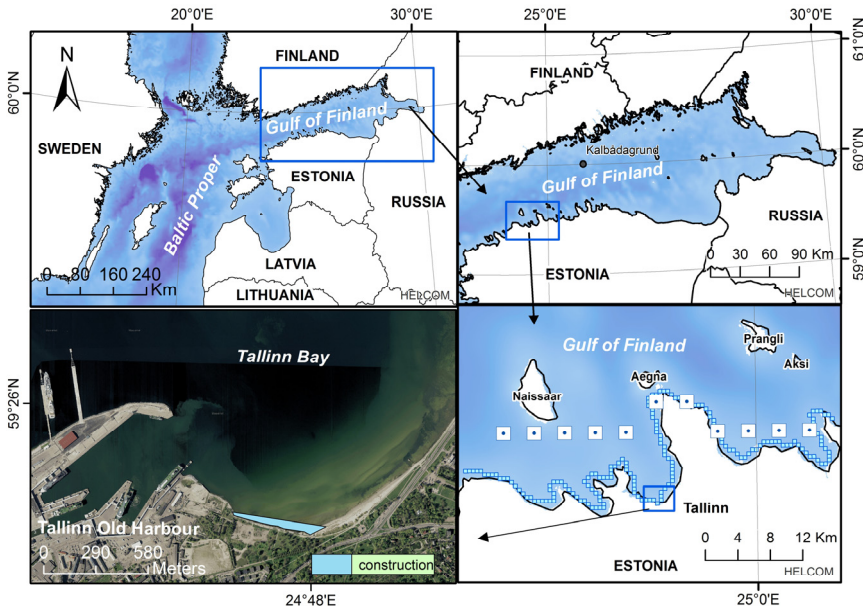 20°0'E
30°0'E
60°0'N
N
FINLAND
Gulf of Finland
SWEDEN
Baltic Proper
ESTONIA
RUSSIA
LATVIA
LITHUANIA
0 80 160 240
Km
HELCOM
25°0'E
30°0'E
61°0'N
60°0'N
59°0'N
FINLAND
Kalbådagrund
Gulf of Finland
RUSSIA
ESTONIA
0 30 60 90 Km
HELCOM
59°26'N
Tallinn Bay
Tallinn Old Harbour
0 290 580
Meters
construction
24°48'E
Gulf of Finland
Prangli
Aksi
Aegna
Naissaar
Tallinn
0 4 8 12 Km
ESTONIA
HELCOM
25°0'E